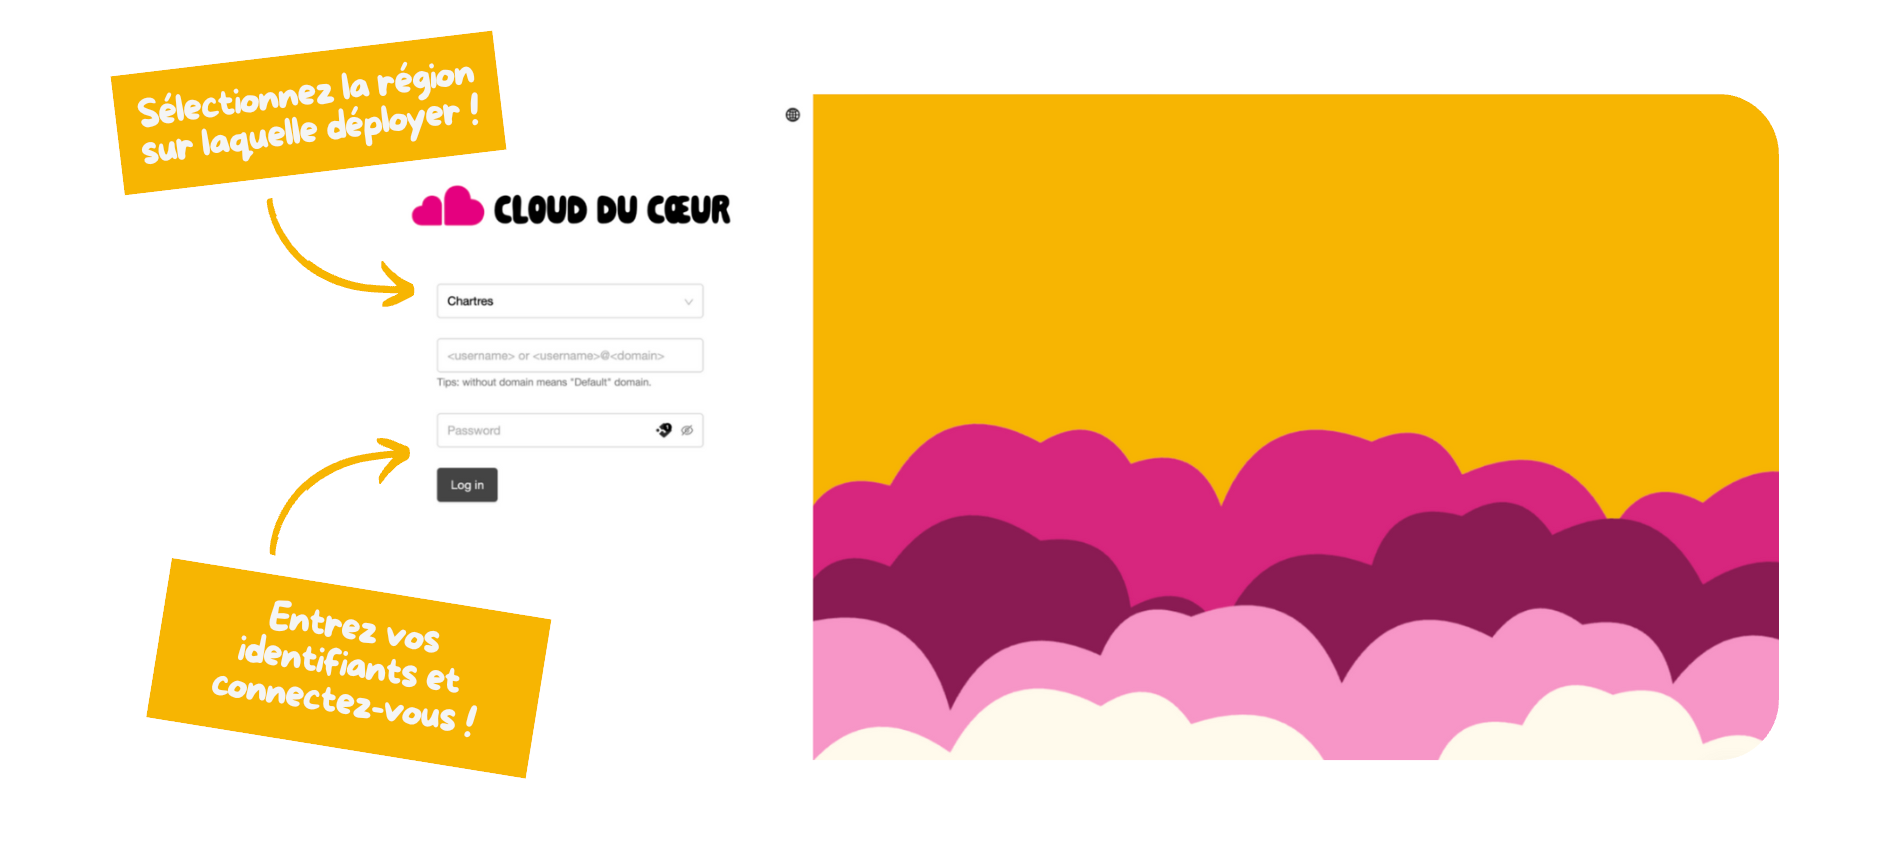 Sélectionnez la région
sur laquelle déployer !
CLOUD DU CŒUR
Chartres
<username> or <username>@<domain>
Tips: without domain means "Default" domain.
Password
Log in
Entrez vos
identifiants et
connectez-vous !